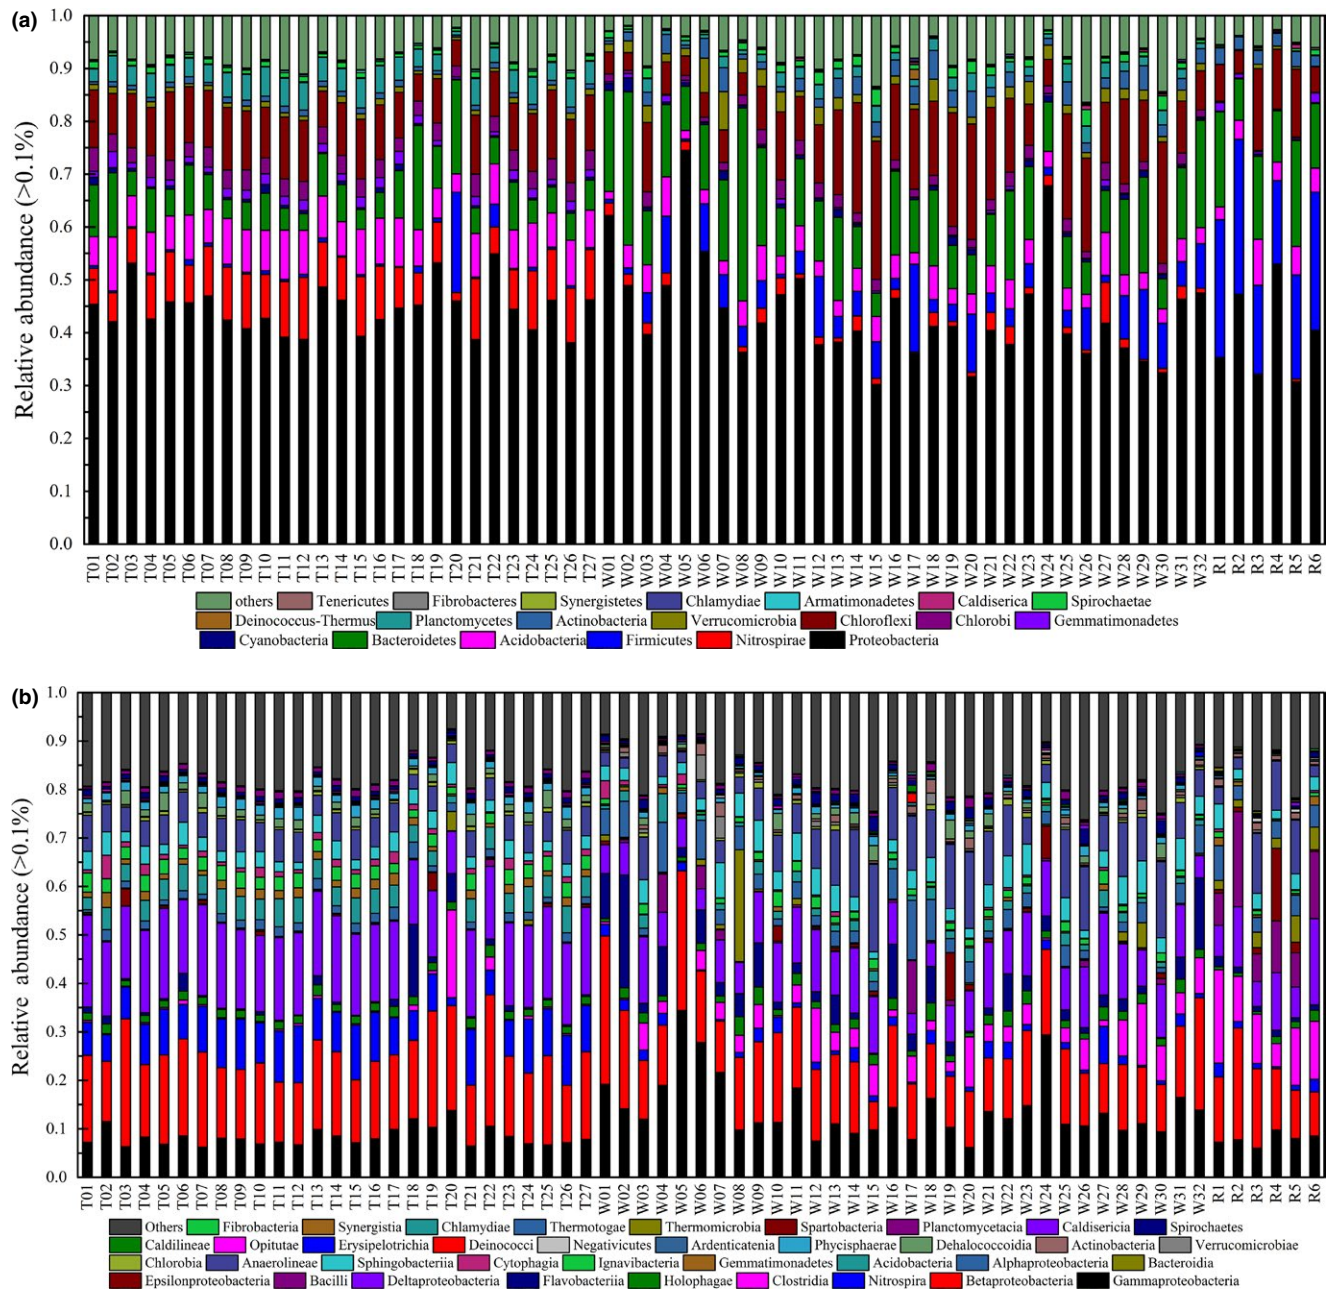 (a)
Relative abundance (>0.1%)
1.0
0.9
0.8
0.7
0.6
0.5
0.4
0.3
0.2
0.1
0.0
T01 T02 T03 T04 T05 T06 T07 T08 T09 T10 T11 T12 T13 T14 T15 T16 T17 T18 T19 T20 T21 T22 T23 T24 T25 T26 T27 W01 W02 W03 W04 W05 W06 W07 W08 W09 W10 W11 W12 W13 W14 W15 W16 W17 W18 W19 W20 W21 W22 W23 W24 W25 W26 W27 W28 W29 W30 W31 W32 R1 R2 R3 R4 R5 R6
others Tenericutes Fibrobacteres Synergistetes Chlamydiae Armatimonadetes Caldiserica Spirochaetae
Deinococcus-Thermus Planctomycetes Actinobacteria Verrucomicrobia Chloroflexi Chlorobi Gemmatimonadetes
Cyanobacteria Bacteroidetes Acidobacteria Firmicutes Nitrospirae Proteobacteria
(b)
Relative abundance (>0.1%)
1.0
0.9
0.8
0.7
0.6
0.5
0.4
0.3
0.2
0.1
0.0
T01 T02 T03 T04 T05 T06 T07 T08 T09 T10 T11 T12 T13 T14 T15 T16 T17 T18 T19 T20 T21 T22 T23 T24 T25 T26 T27 W01 W02 W03 W04 W05 W06 W07 W08 W09 W10 W11 W12 W13 W14 W15 W16 W17 W18 W19 W20 W21 W22 W23 W24 W25 W26 W27 W28 W29 W30 W31 W32 R1 R2 R3 R4 R5 R6
Others Fibrobacteria Synergistia Chlamydiae Thermotogae Thermomicrobia Spartobacteria Planctomycetacia Caldisericia Spirochaetes
Caldilineae Opitutae Erysipelotrichia Deinococci Negativicutes Ardenticatenia Phycisphaerae Dehalococcoidia Actinobacteria Verrucomicrobiae
Chlorobia Anaerolineae Sphingobacteriia Cytophagia Ignavibacteria Gemmatimonadetes Acidobacteria Alphaproteobacteria Bacteroidia
Epsilonproteobacteria Bacilli Deltaproteobacteria Flavobacteriia Holophagae Clostridia Nitrospira Betaproteobacteria Gammaproteobacteria